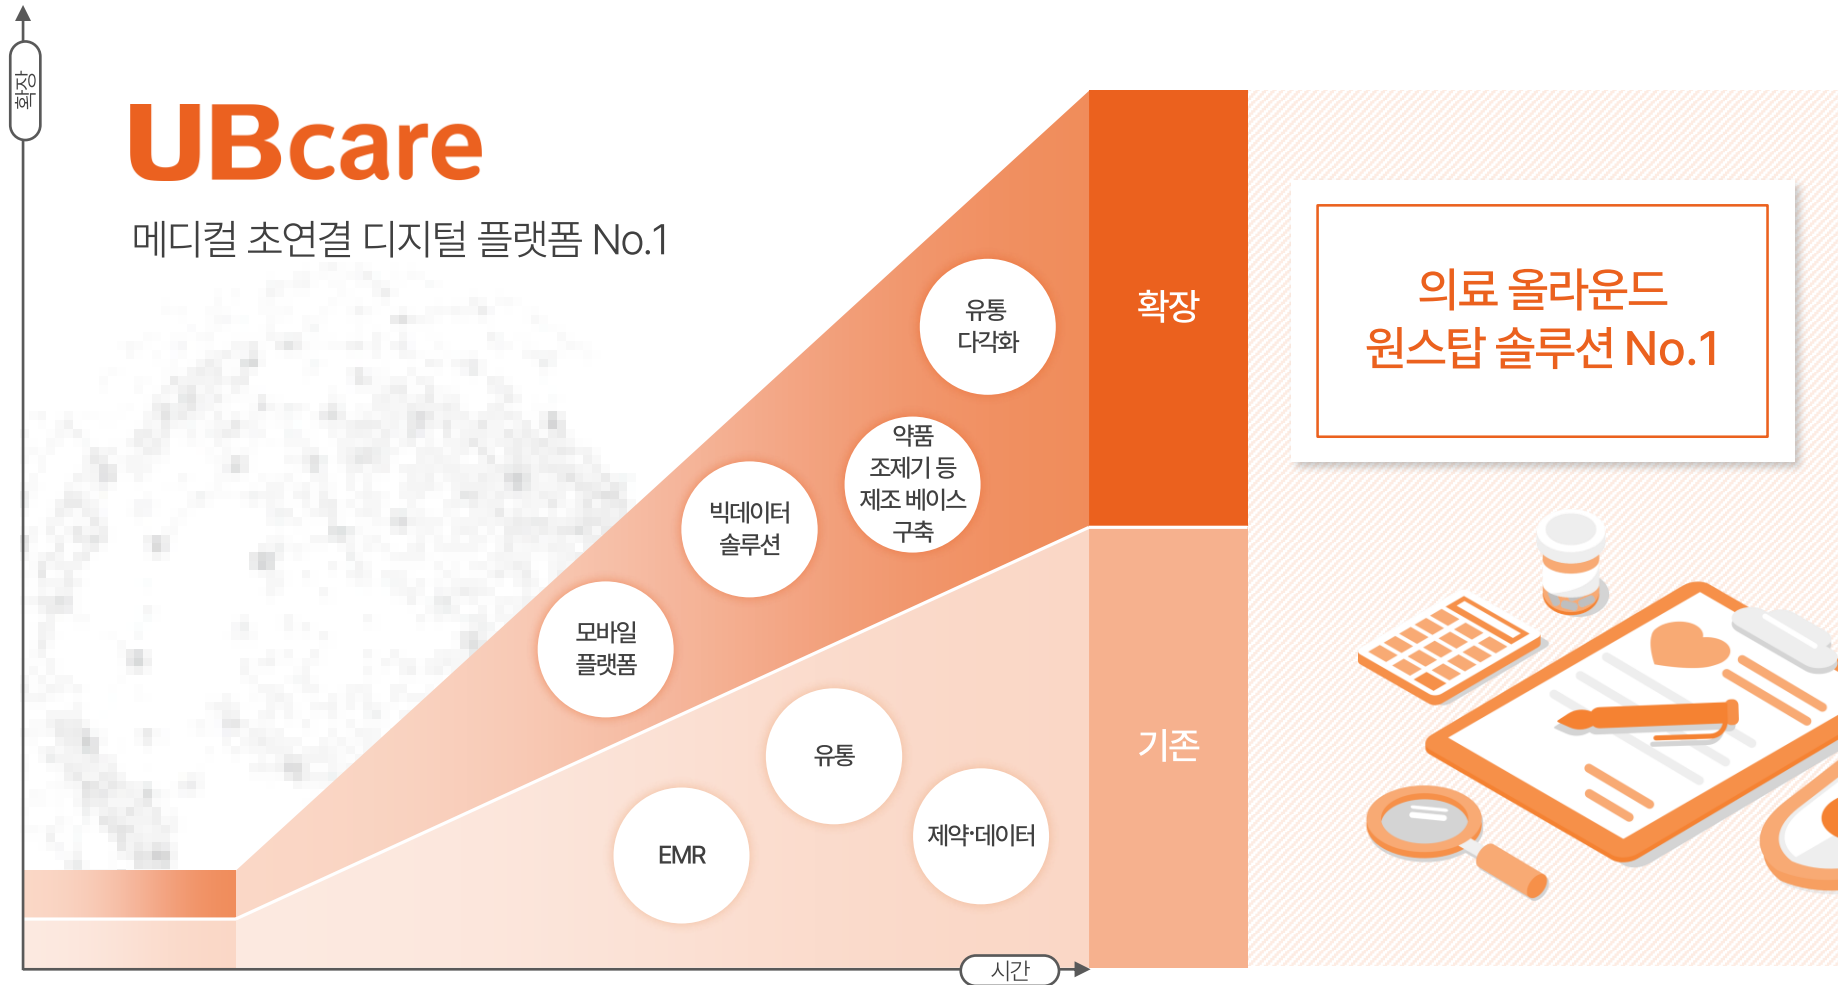 확장
UBcare
메디컬 초연결 디지털 플랫폼 No.1
유통
다각화
약품
조제기 등
제조 베이스
구축
빅데이터
솔루션
모바일
플랫폼
확장
유통
EMR
제약·데이터
기존
시간
의료 올라운드
원스탑 솔루션 No.1